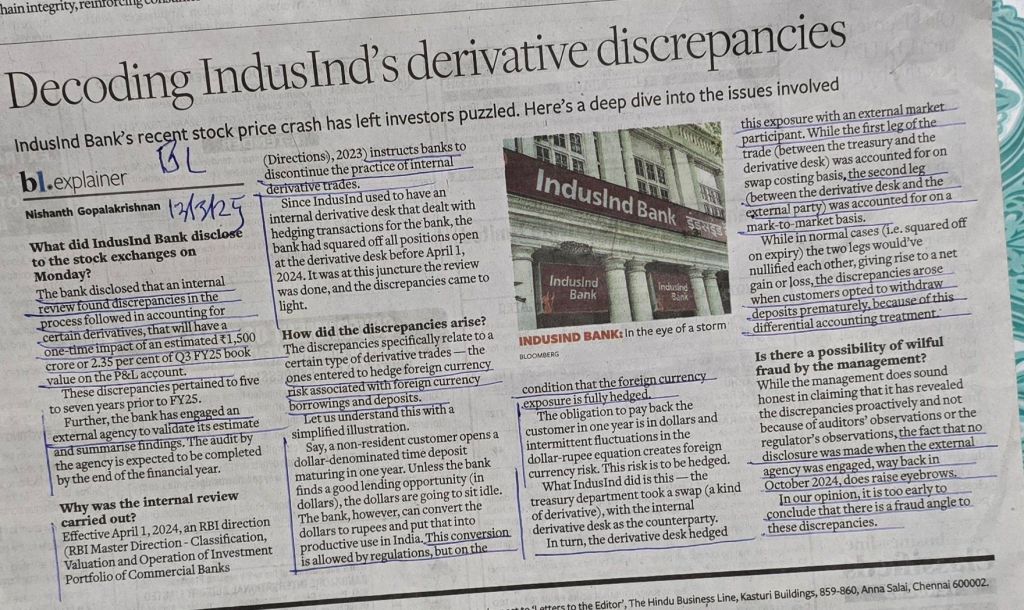 hain integrity, reinforcing
Decoding IndusInd's derivative discrepancies
IndusInd Bank's recent stock price crash has left investors puzzled. Here's a deep dive into the issues involved
BL
bl.explainer
Nishanth Gopalakrishnan
12/3/25
What did IndusInd Bank disclose
to the stock exchanges on
Monday?
The bank disclosed that an internal
review found discrepancies in the
process followed in accounting for
certain derivatives, that will have a
one-time impact of an estimated ₹1,500
crore or 2.35 per cent of Q3 FY25 book
value on the P&L account.
These discrepancies pertained to five
to seven years prior to FY25.
Further, the bank has engaged an
external agency to validate its estimate
and summarise findings. The audit by
the agency is expected to be completed
by the end of the financial year.
Why was the internal review
carried out?
Effective April 1, 2024, an RBI direction
(RBI Master Direction - Classification,
Valuation and Operation of Investment
Portfolio of Commercial Banks
(Directions), 2023) instructs banks to
discontinue the practice of internal
derivative trades.
Since IndusInd used to have an
internal derivative desk that dealt with
hedging transactions for the bank, the
bank had squared off all positions open
at the derivative desk before April 1,
2024. It was at this juncture the review
was done, and the discrepancies came to
light.
How did the discrepancies arise?
The discrepancies specifically relate to a
certain type of derivative trades — the
ones entered to hedge foreign currency
risk associated with foreign currency
borrowings and deposits.
Let us understand this with a
simplified illustration.
Say, a non-resident customer opens a
dollar-denominated time deposit
maturing in one year. Unless the bank
finds a good lending opportunity (in
dollars), the dollars are going to sit idle.
The bank, however, can convert the
dollars to rupees and put that into
productive use in India. This conversion
is allowed by regulations, but on the
IndusInd Bank इंडसइंड
IndusInd
Bank
IndusInd
Bank
INDUSIND BANK: In the eye of a storm
BLOOMBERG
condition that the foreign currency
exposure is fully hedged.
The obligation to pay back the
customer in one year is in dollars and
intermittent fluctuations in the
dollar-rupee equation creates foreign
currency risk. This risk is to be hedged.
What IndusInd did is this — the
treasury department took a swap (a kind
of derivative), with the internal
derivative desk as the counterparty.
In turn, the derivative desk hedged
this exposure with an external market
participant. While the first leg of the
trade (between the treasury and the
derivative desk) was accounted for on
swap costing basis, the second leg
(between the derivative desk and the
external party) was accounted for on a
mark-to-market basis.
While in normal cases (i.e. squared off
on expiry) the two legs would've
nullified each other, giving rise to a net
gain or loss, the discrepancies arose
when customers opted to withdraw
deposits prematurely, because of this
differential accounting treatment.
Is there a possibility of wilful
fraud by the management?
While the management does sound
honest in claiming that it has revealed
the discrepancies proactively and not
because of auditors' observations or the
regulator's observations, the fact that no
disclosure was made when the external
agency was engaged, way back in
October 2024, does raise eyebrows.
In our opinion, it is too early to
conclude that there is a fraud angle to
these discrepancies.
to 'Letters to the Editor', The Hindu Business Line, Kasturi Buildings, 859-860, Anna Salai, Chennai 600002.